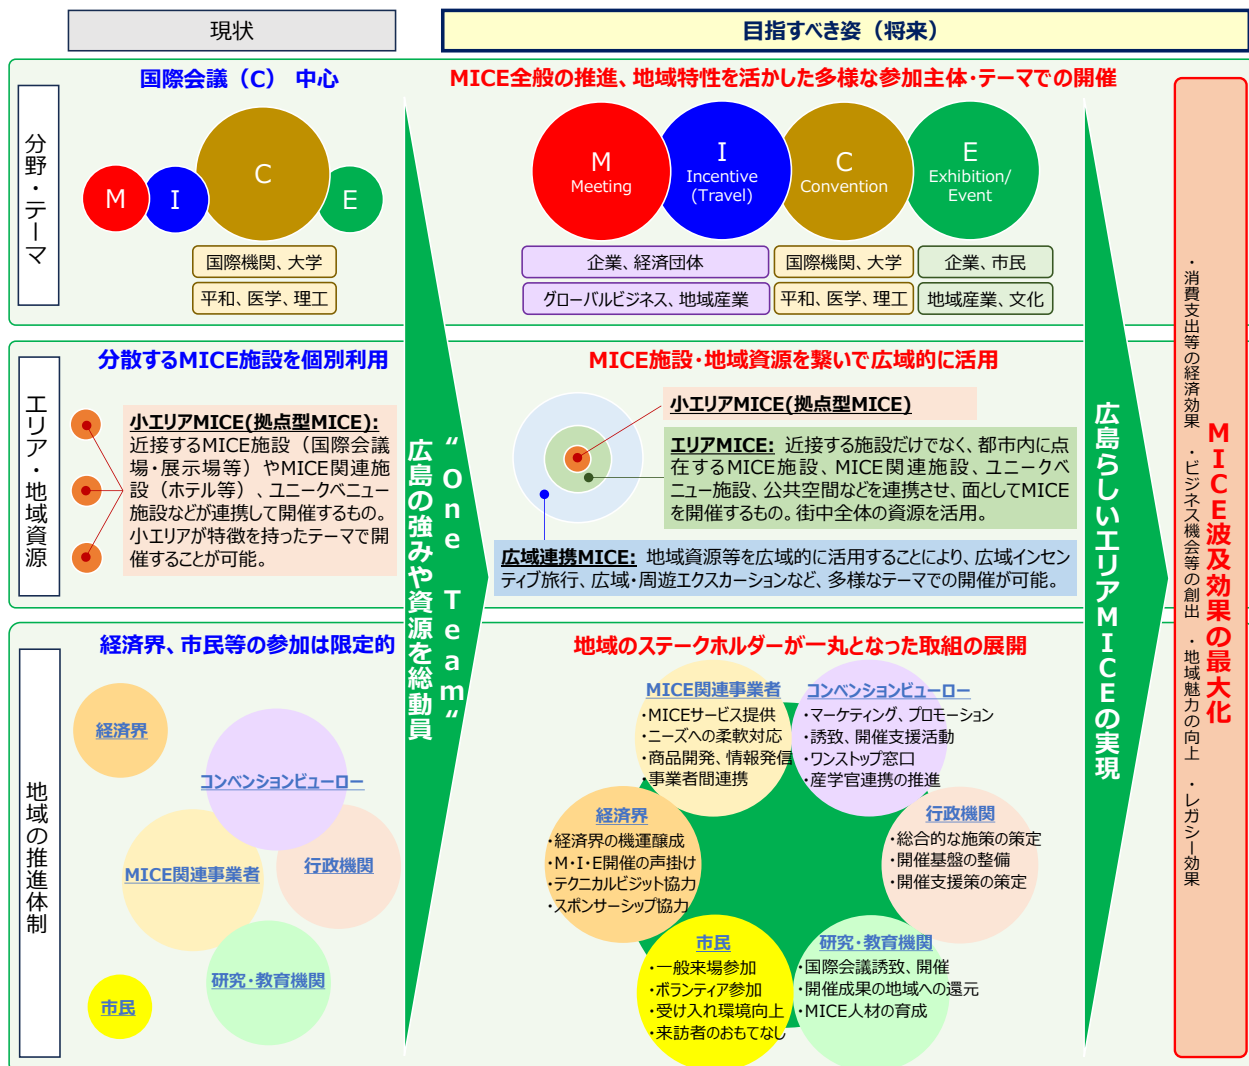 現状
目指すべき姿（将来）
分野・テーマ
国際会議（C） 中心
M
I
C
E
国際機関、大学
平和、医学、理工
MICE全般の推進、地域特性を活かした多様な参加主体・テーマでの開催
M
Meeting
I
Incentive
(Travel)
C
Convention
E
Exhibition/
Event
企業、経済団体
国際機関、大学
企業、市民
グローバルビジネス、地域産業
平和、医学、理工
地域産業、文化
エリア・地域資源
分散するMICE施設を個別利用
小エリアMICE(拠点型MICE):
近接するMICE施設（国際会議
場・展示場等）やMICE関連施
設（ホテル等）、ユニークベニュー
施設などが連携して開催するもの。
小エリアが特徴を持ったテーマで開
催することが可能。
MICE施設・地域資源を繋いで広域的に活用
小エリアMICE(拠点型MICE)
エリアMICE: 近接する施設だけでなく、都市内に点
在するMICE施設、MICE関連施設、ユニークベ
ニュー施設、公共空間などを連携させ、面としてMICE
を開催するもの。街中全体の資源を活用。
広域連携MICE: 地域資源等を広域的に活用することにより、広域インセン
ティブ旅行、広域・周遊エクスカーションなど、多様なテーマでの開催が可能。
地域の推進体制
経済界、市民等の参加は限定的
経済界
コンベンションビューロー
MICE関連事業者
行政機関
研究・教育機関
市民
地域のステークホルダーが一丸となった取組の展開
MICE関連事業者
・MICEサービス提供
・ニーズへの柔軟対応
・商品開発、情報発信
・事業者間連携
コンベンションビューロー
・マーケティング、プロモーション
・誘致、開催支援活動
・ワンストップ窓口
・産学官連携の推進
経済界
・経済界の機運醸成
・M・I・E開催の声掛け
・テクニカルビジット協力
・スポンサーシップ協力
行政機関
・総合的な施策の策定
・開催基盤の整備
・開催支援策の策定
市民
・一般来場参加
・ボランティア参加
・受け入れ環境向上
・来訪者のおもてなし
研究・教育機関
・国際会議誘致、開催
・開催成果の地域への還元
・MICE人材の育成
“One Team“
広島の強みや資源を総動員
広島らしいエリアMICEの実現
MICE波及効果の最大化
・消費支出等の経済効果 ・ビジネス機会等の創出 ・地域魅力の向上 ・レガシー効果